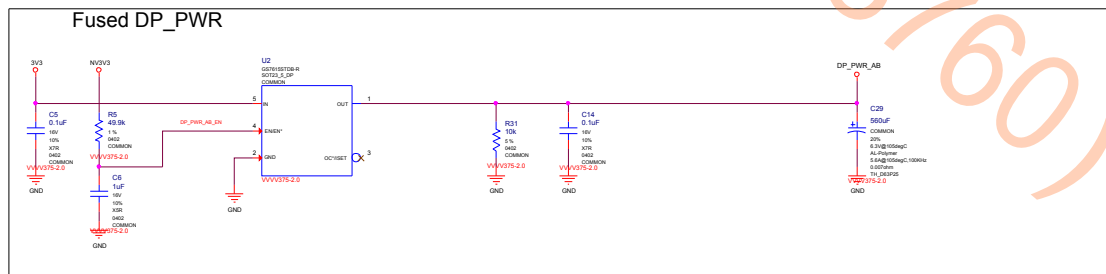 Fused DP_PWR
3V3
NV3V3
U2
GS7615STDB-R
SOT23_5_DP
COMMON
DP_PWR_AB
5
IN
OUT
1
C5
0.1uF
16V
10%
X7R
0402
COMMON
VVVV375-2.0
GND
R5
49.9k
1 %
0402
COMMON
VVVV375-2.0
DP_PWR_AB_EN
4
EN/EN*
2
GND
OC*/ISET
3
VVVV375-2.0
GND
C6
1uF
16V
10%
X5R
0402
COMMON
VVVV375-2.0
GND
R31
10k
5 %
0402
COMMON
VVVV375-2.0
GND
C14
0.1uF
16V
10%
X7R
0402
COMMON
VVVV375-2.0
GND
C29
560uF
COMMON
20%
6.3V@105degC
AL-Polymer
5.6A@105degC,100KHz
0.007ohm
TH_D63P25
VVVV375-2.0
GND
760)